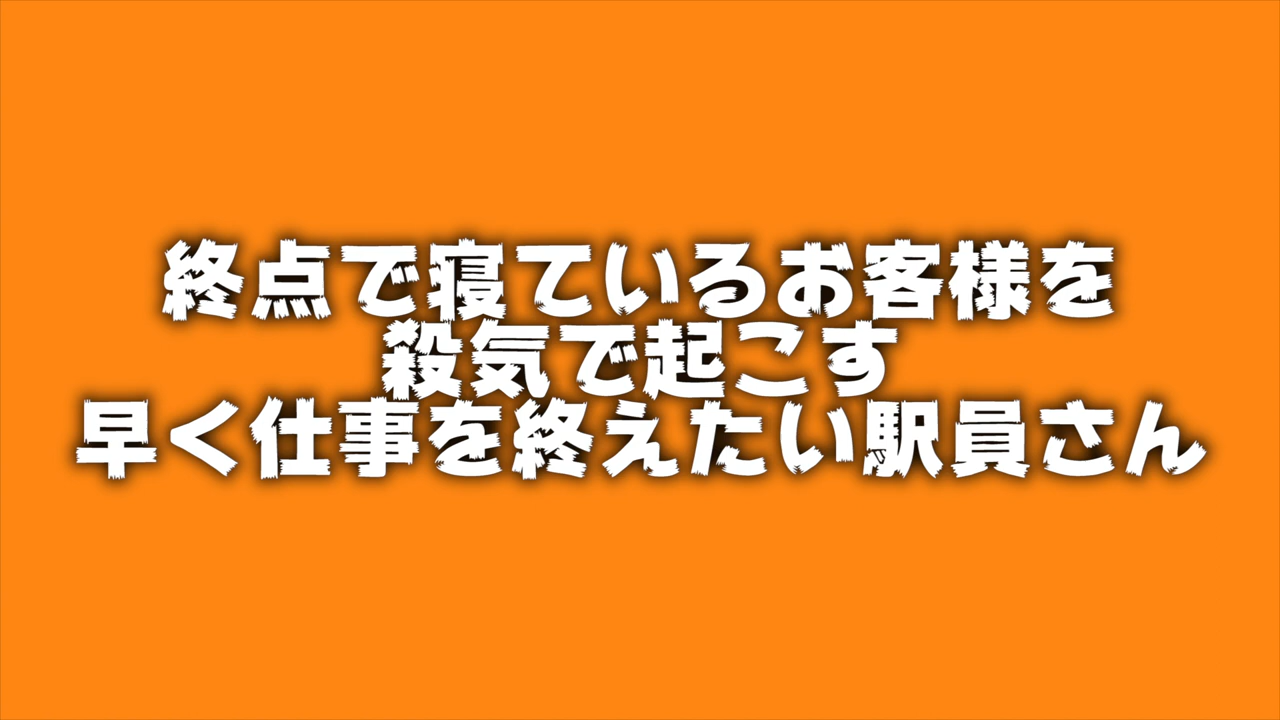 終点で寝ているお客様を
殺気で起こす
早く仕事を終えたい駅員さん